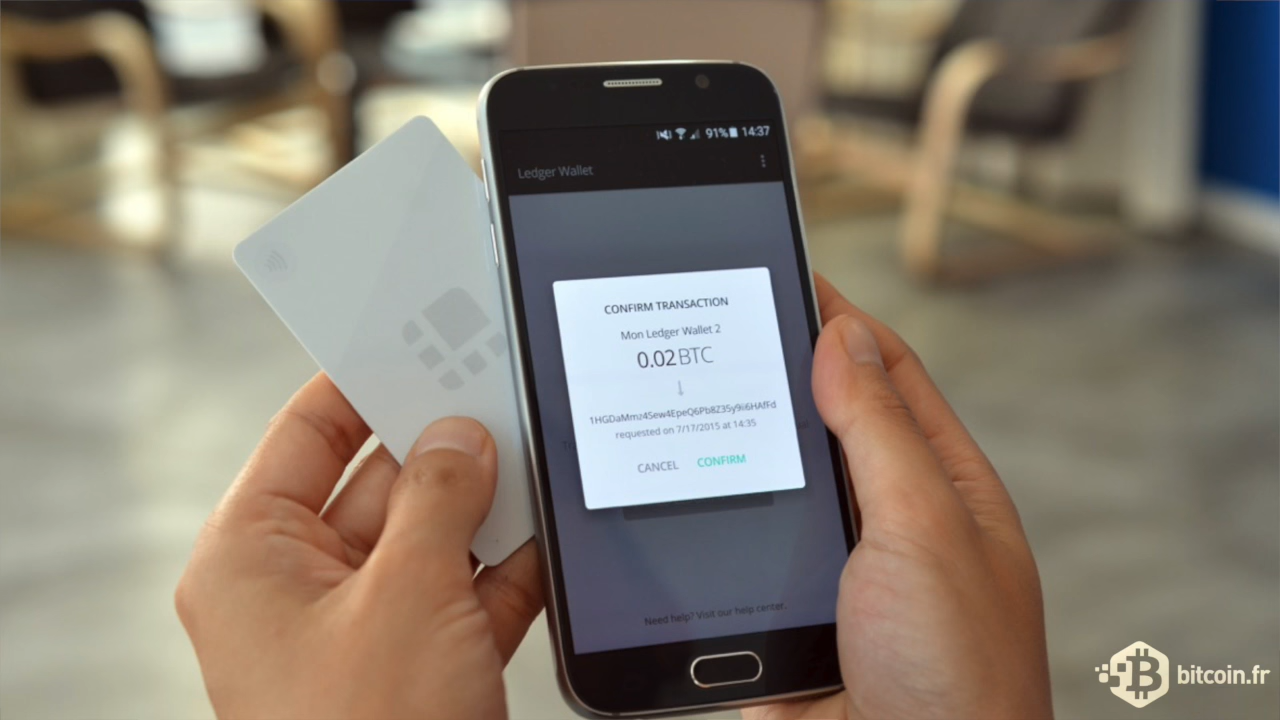 91% 14:37
Ledger Wallet
CONFIRM TRANSACTION
Mon Ledger Wallet 2
0.02 BTC
1HGDaMmz4Sew4EpeQ6Pb8Z35y9ii6HAfFd
requested on 7/17/2015 at 14:35
CANCEL CONFIRM
Need help? Visit our help center.
bitcoin.fr